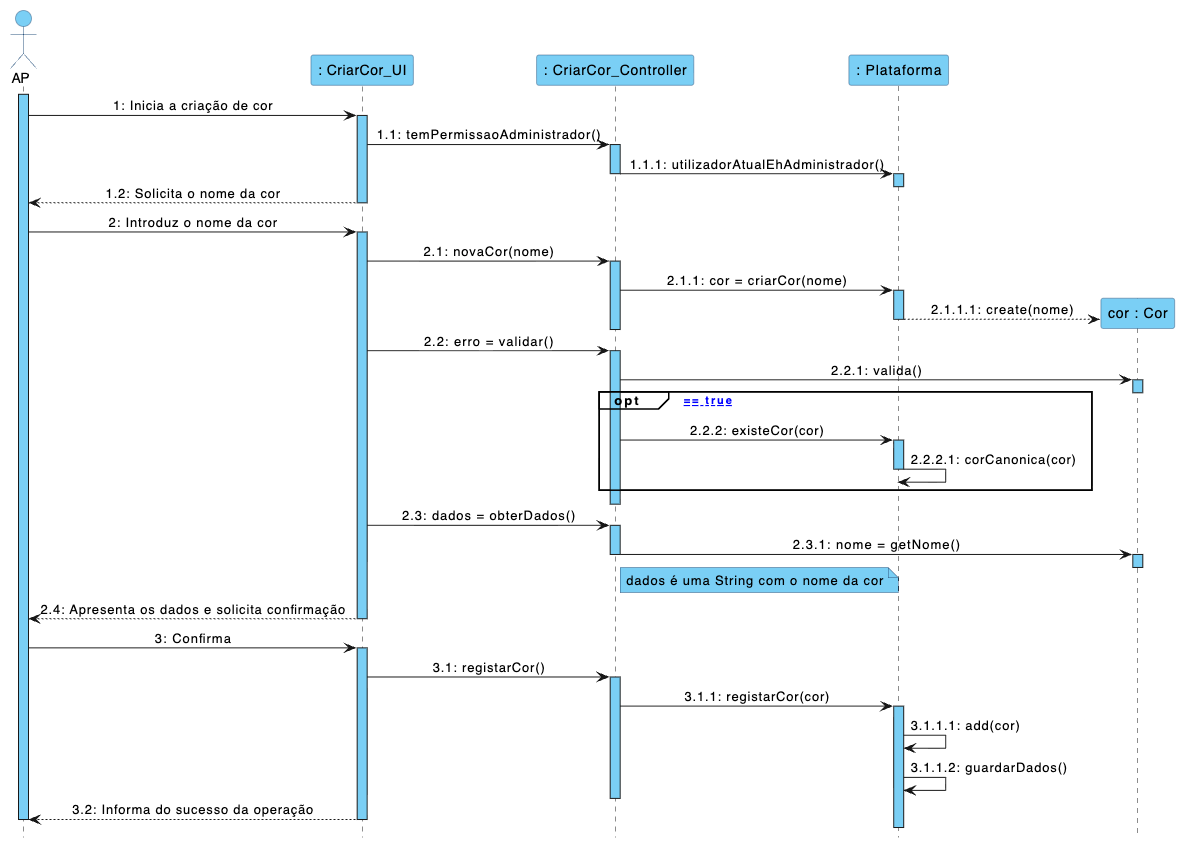 AP
: CriarCor_UI
: CriarCor_Controller
: Plataforma
1: Inicia a criação de cor
1.1: temPermissaoAdministrador()
1.1.1: utilizadorAtualEhAdministrador()
1.2: Solicita o nome da cor
2: Introduz o nome da cor
2.1: novaCor(nome)
2.1.1: cor = criarCor(nome)
2.1.1.1: create(nome)
cor : Cor
2.2: erro = validar()
2.2.1: valida()
opt
== true
2.2.2: existeCor(cor)
2.2.2.1: corCanonica(cor)
2.3: dados = obterDados()
2.3.1: nome = getNome()
dados é uma String com o nome da cor
2.4: Apresenta os dados e solicita confirmação
3: Confirma
3.1: registarCor()
3.1.1: registarCor(cor)
3.1.1.1: add(cor)
3.1.1.2: guardarDados()
3.2: Informa do sucesso da operação